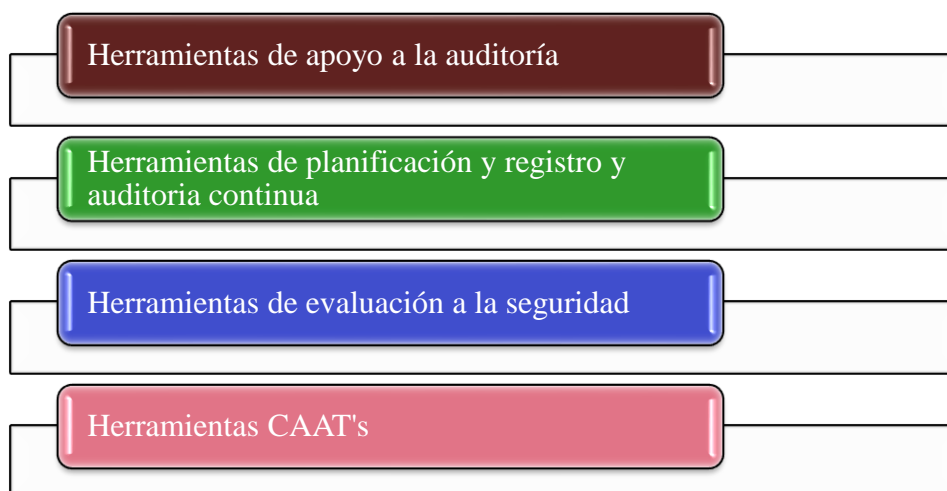 Herramientas de apoyo a la auditoría
Herramientas de planificación y registro y
auditoria continua
Herramientas de evaluación a la seguridad
Herramientas CAAT's